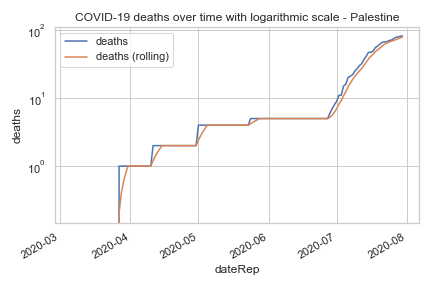 COVID-19 deaths over time with logarithmic scale - Palestine
deaths
deaths (rolling)
10²
10¹
10⁰
deaths
2020-03
2020-04
2020-05
2020-06
2020-07
2020-08
dateRep